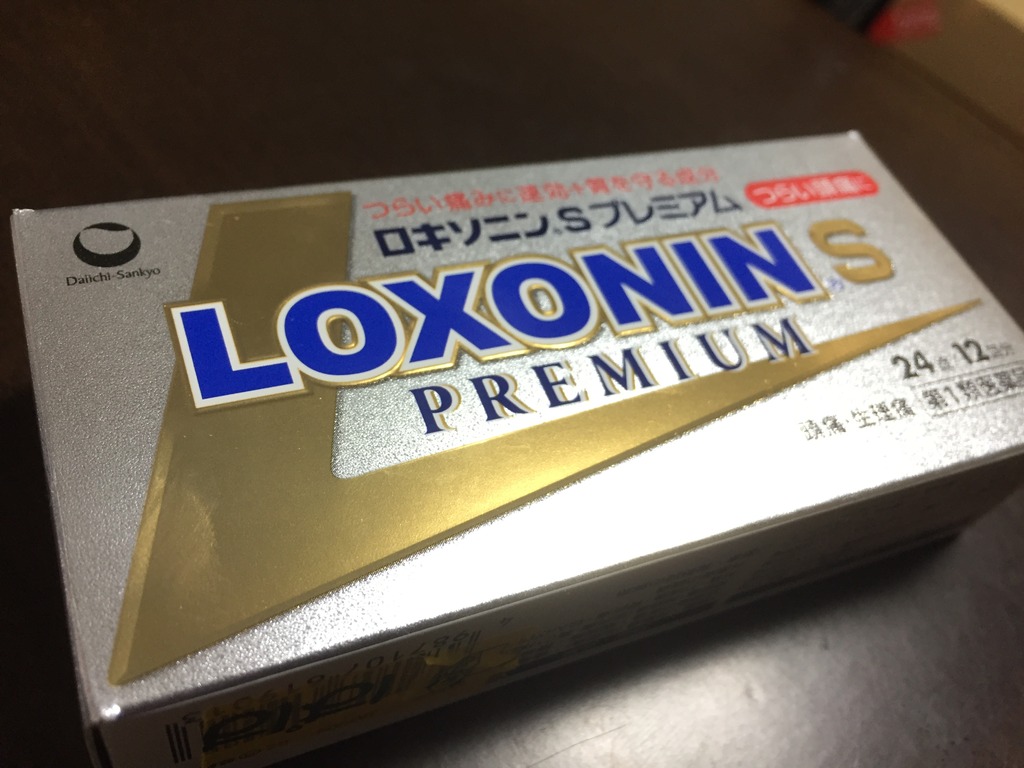 Daiichi-Sankyo
つらい痛みに速効+胃を守る成分
ロキソニンSプレミアム
つらい頭痛に
LOXONIN®S
PREMIUM
24錠・12回分
頭痛・生理痛 第1類医薬品